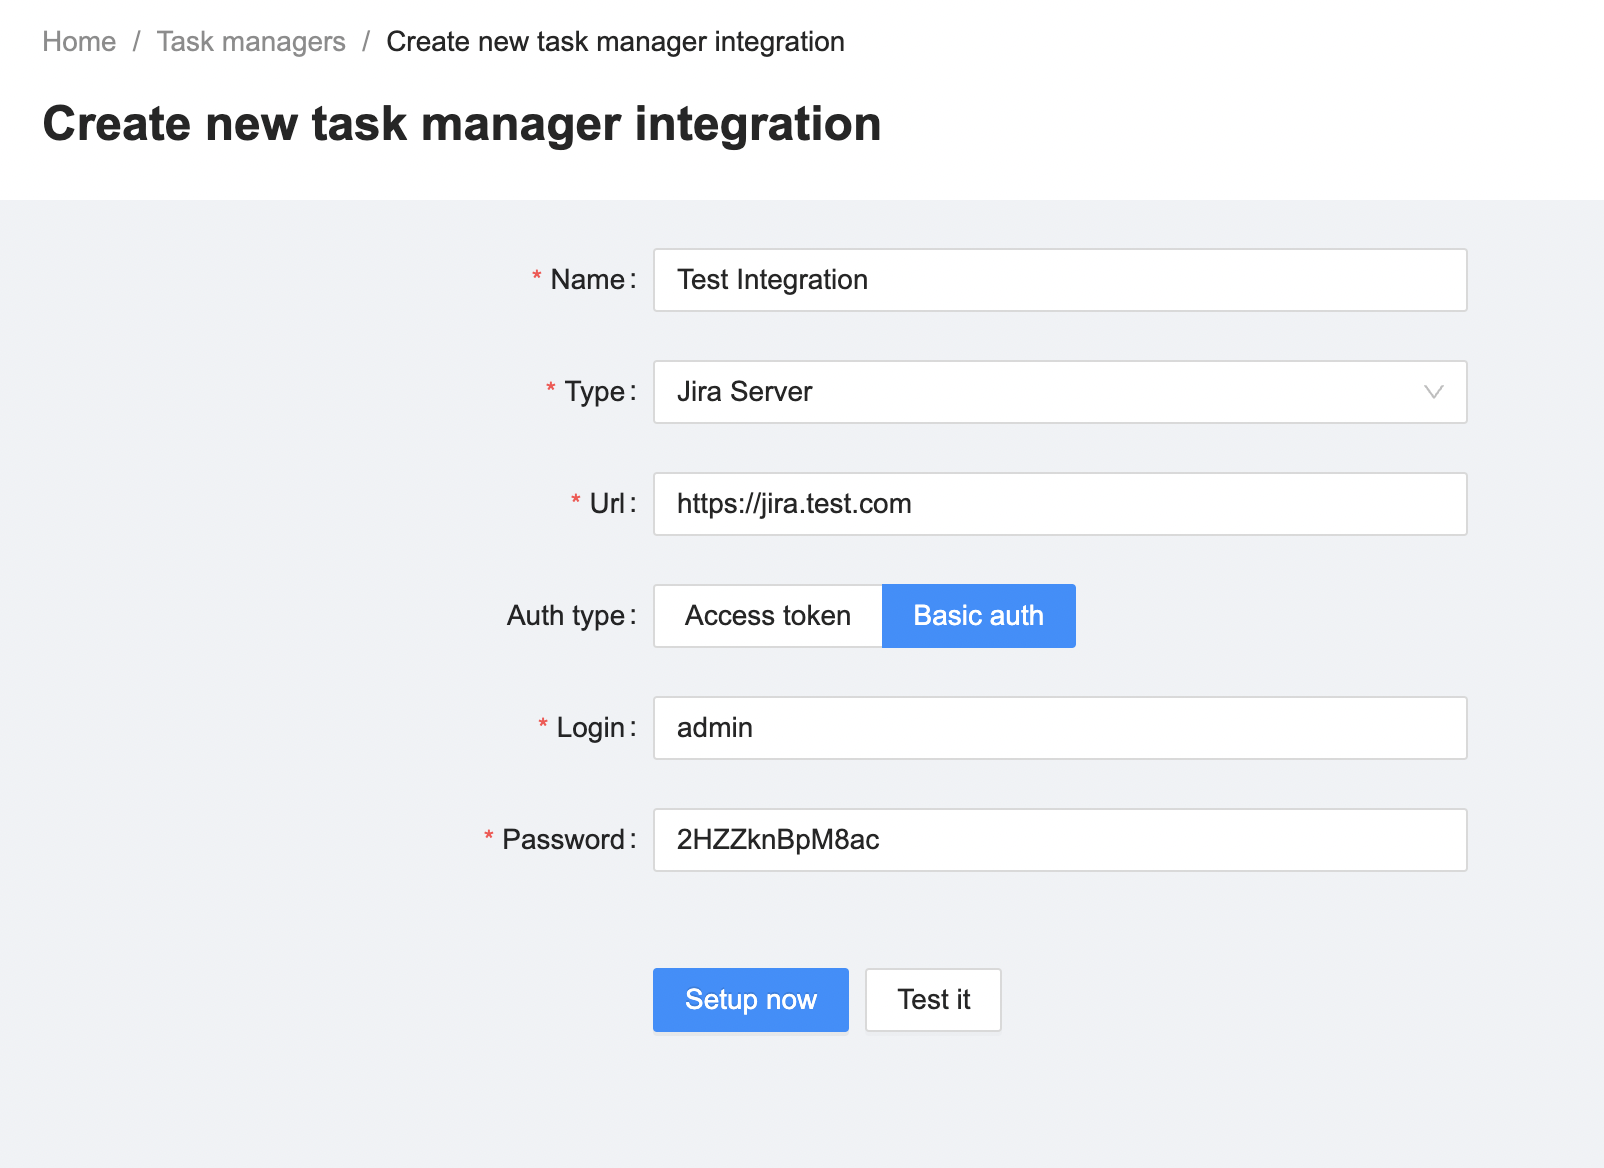 Home / Task managers / Create new task manager integration
Create new task manager integration
* Name: Test Integration
* Type: Jira Server
* Url: https://jira.test.com
Auth type: Access token Basic auth
* Login: admin
* Password: 2HZZknBpM8ac
Setup now Test it